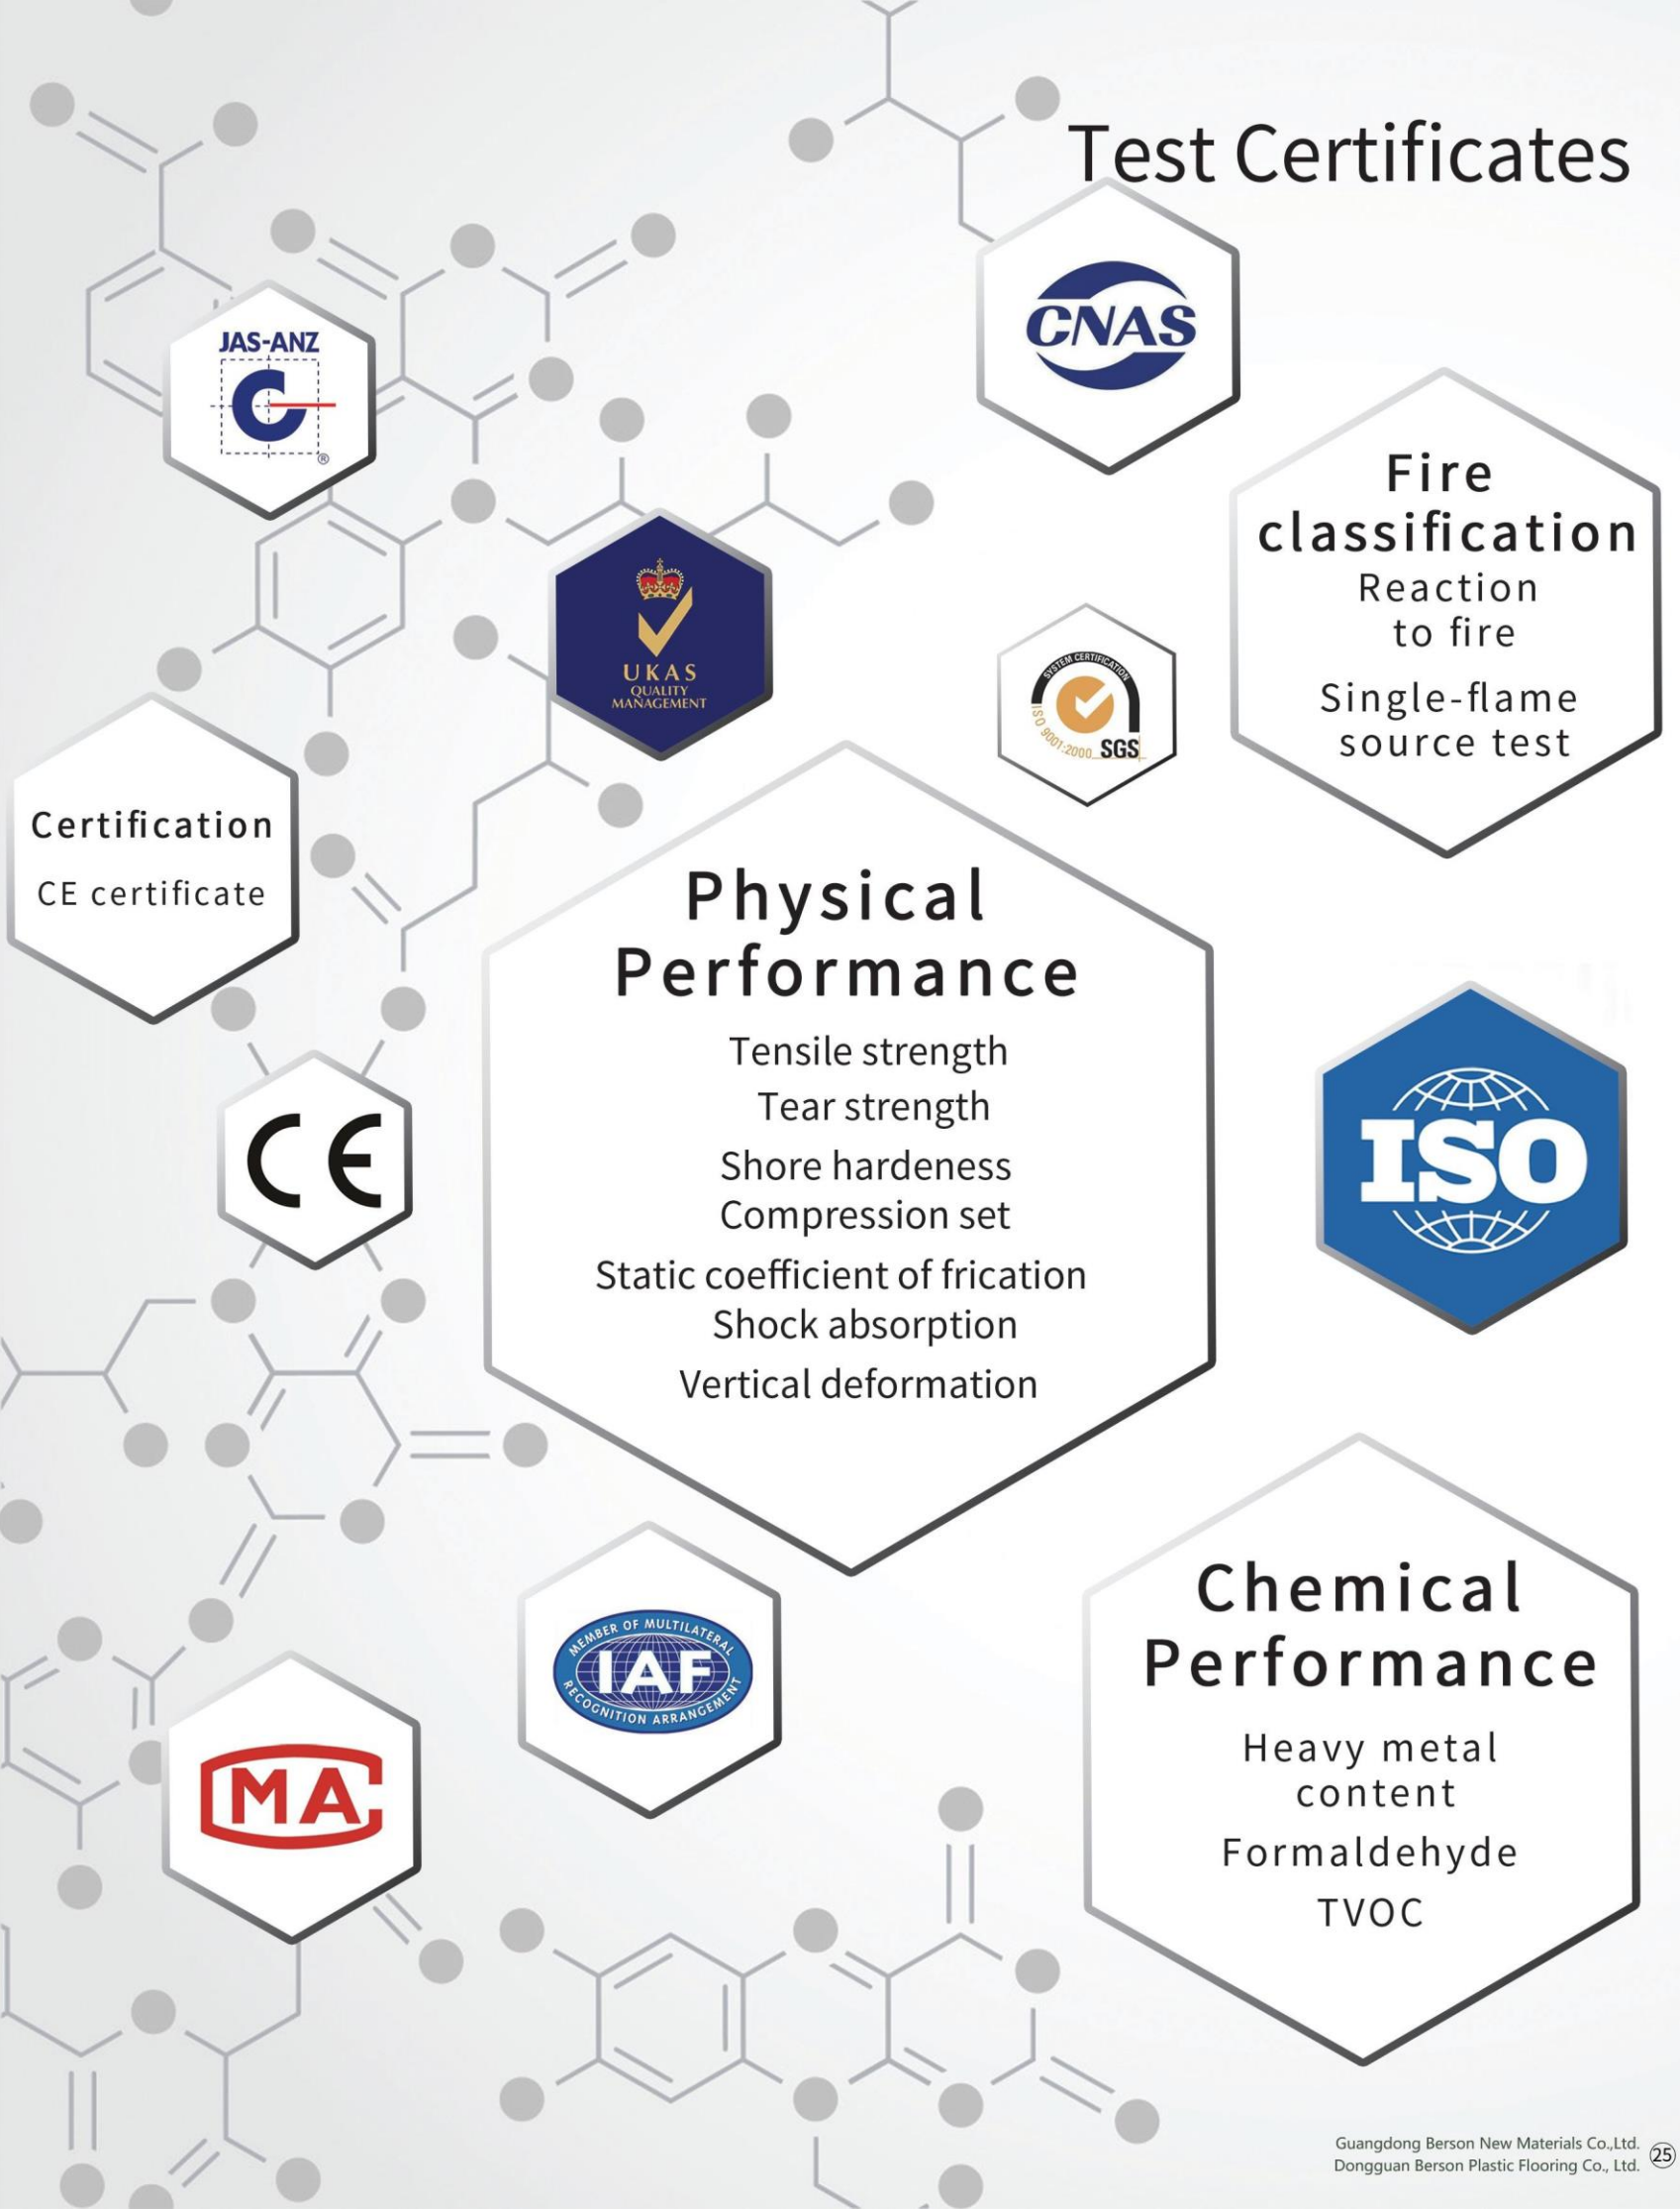 Test Certificates
CNAS
JAS-ANZ
®
Fire
classification
Reaction
to fire
Single-flame
source test
UKAS
QUALITY
MANAGEMENT
SYSTEM CERTIFICATION
ISO 9001:2000
SGS
Certification
CE certificate
Physical
Performance
Tensile strength
Tear strength
Shore hardeness
Compression set
Static coefficient of frication
Shock absorption
Vertical deformation
CE
ISO
Chemical
Performance
Heavy metal
content
Formaldehyde
TVOC
MEMBER OF MULTILATERAL
IAF
RECOGNITION ARRANGEMENT
MA
Guangdong Berson New Materials Co.,Ltd.
Dongguan Berson Plastic Flooring Co., Ltd.
25